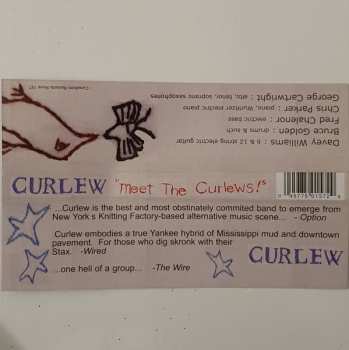 George Cartwright : alto, tenor, soprano saxophones
Chris Parker : piano, Wurlitzer electric piano
Fred Chalenor : electric bass
Bruce Golden : drums & such
Davey Williams : 6 & 12 string electric guitar
CURLEW "Meet The Curlews!"
...Curlew is the best and most obstinately commited band to emerge from
New York's Knitting Factory-based alternative music scene... - Option
Curlew embodies a true Yankee hybrid of Mississippi mud and downtown
pavement. For those who dig skronk with their
Stax. -Wired
CURLEW
...one hell of a group... -The Wire